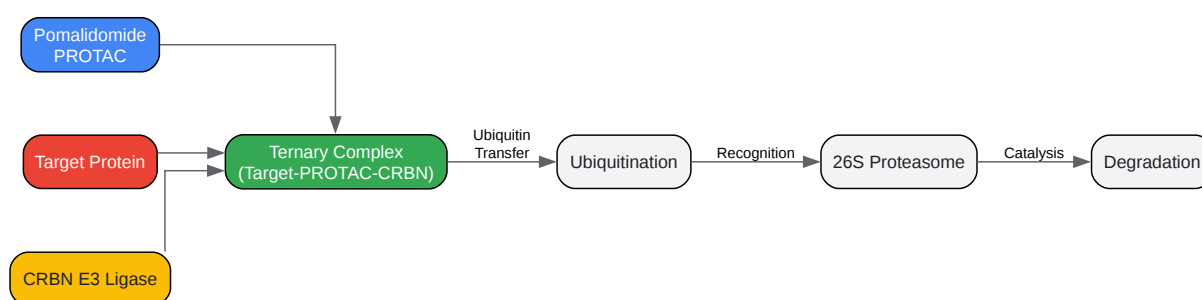 Pomalidomide
PROTAC
Target Protein
CRBN E3 Ligase
Ternary Complex
(Target-PROTAC-CRBN)
Ubiquitin
Transfer
Ubiquitination
Recognition
26S Proteasome
Catalysis
Degradation